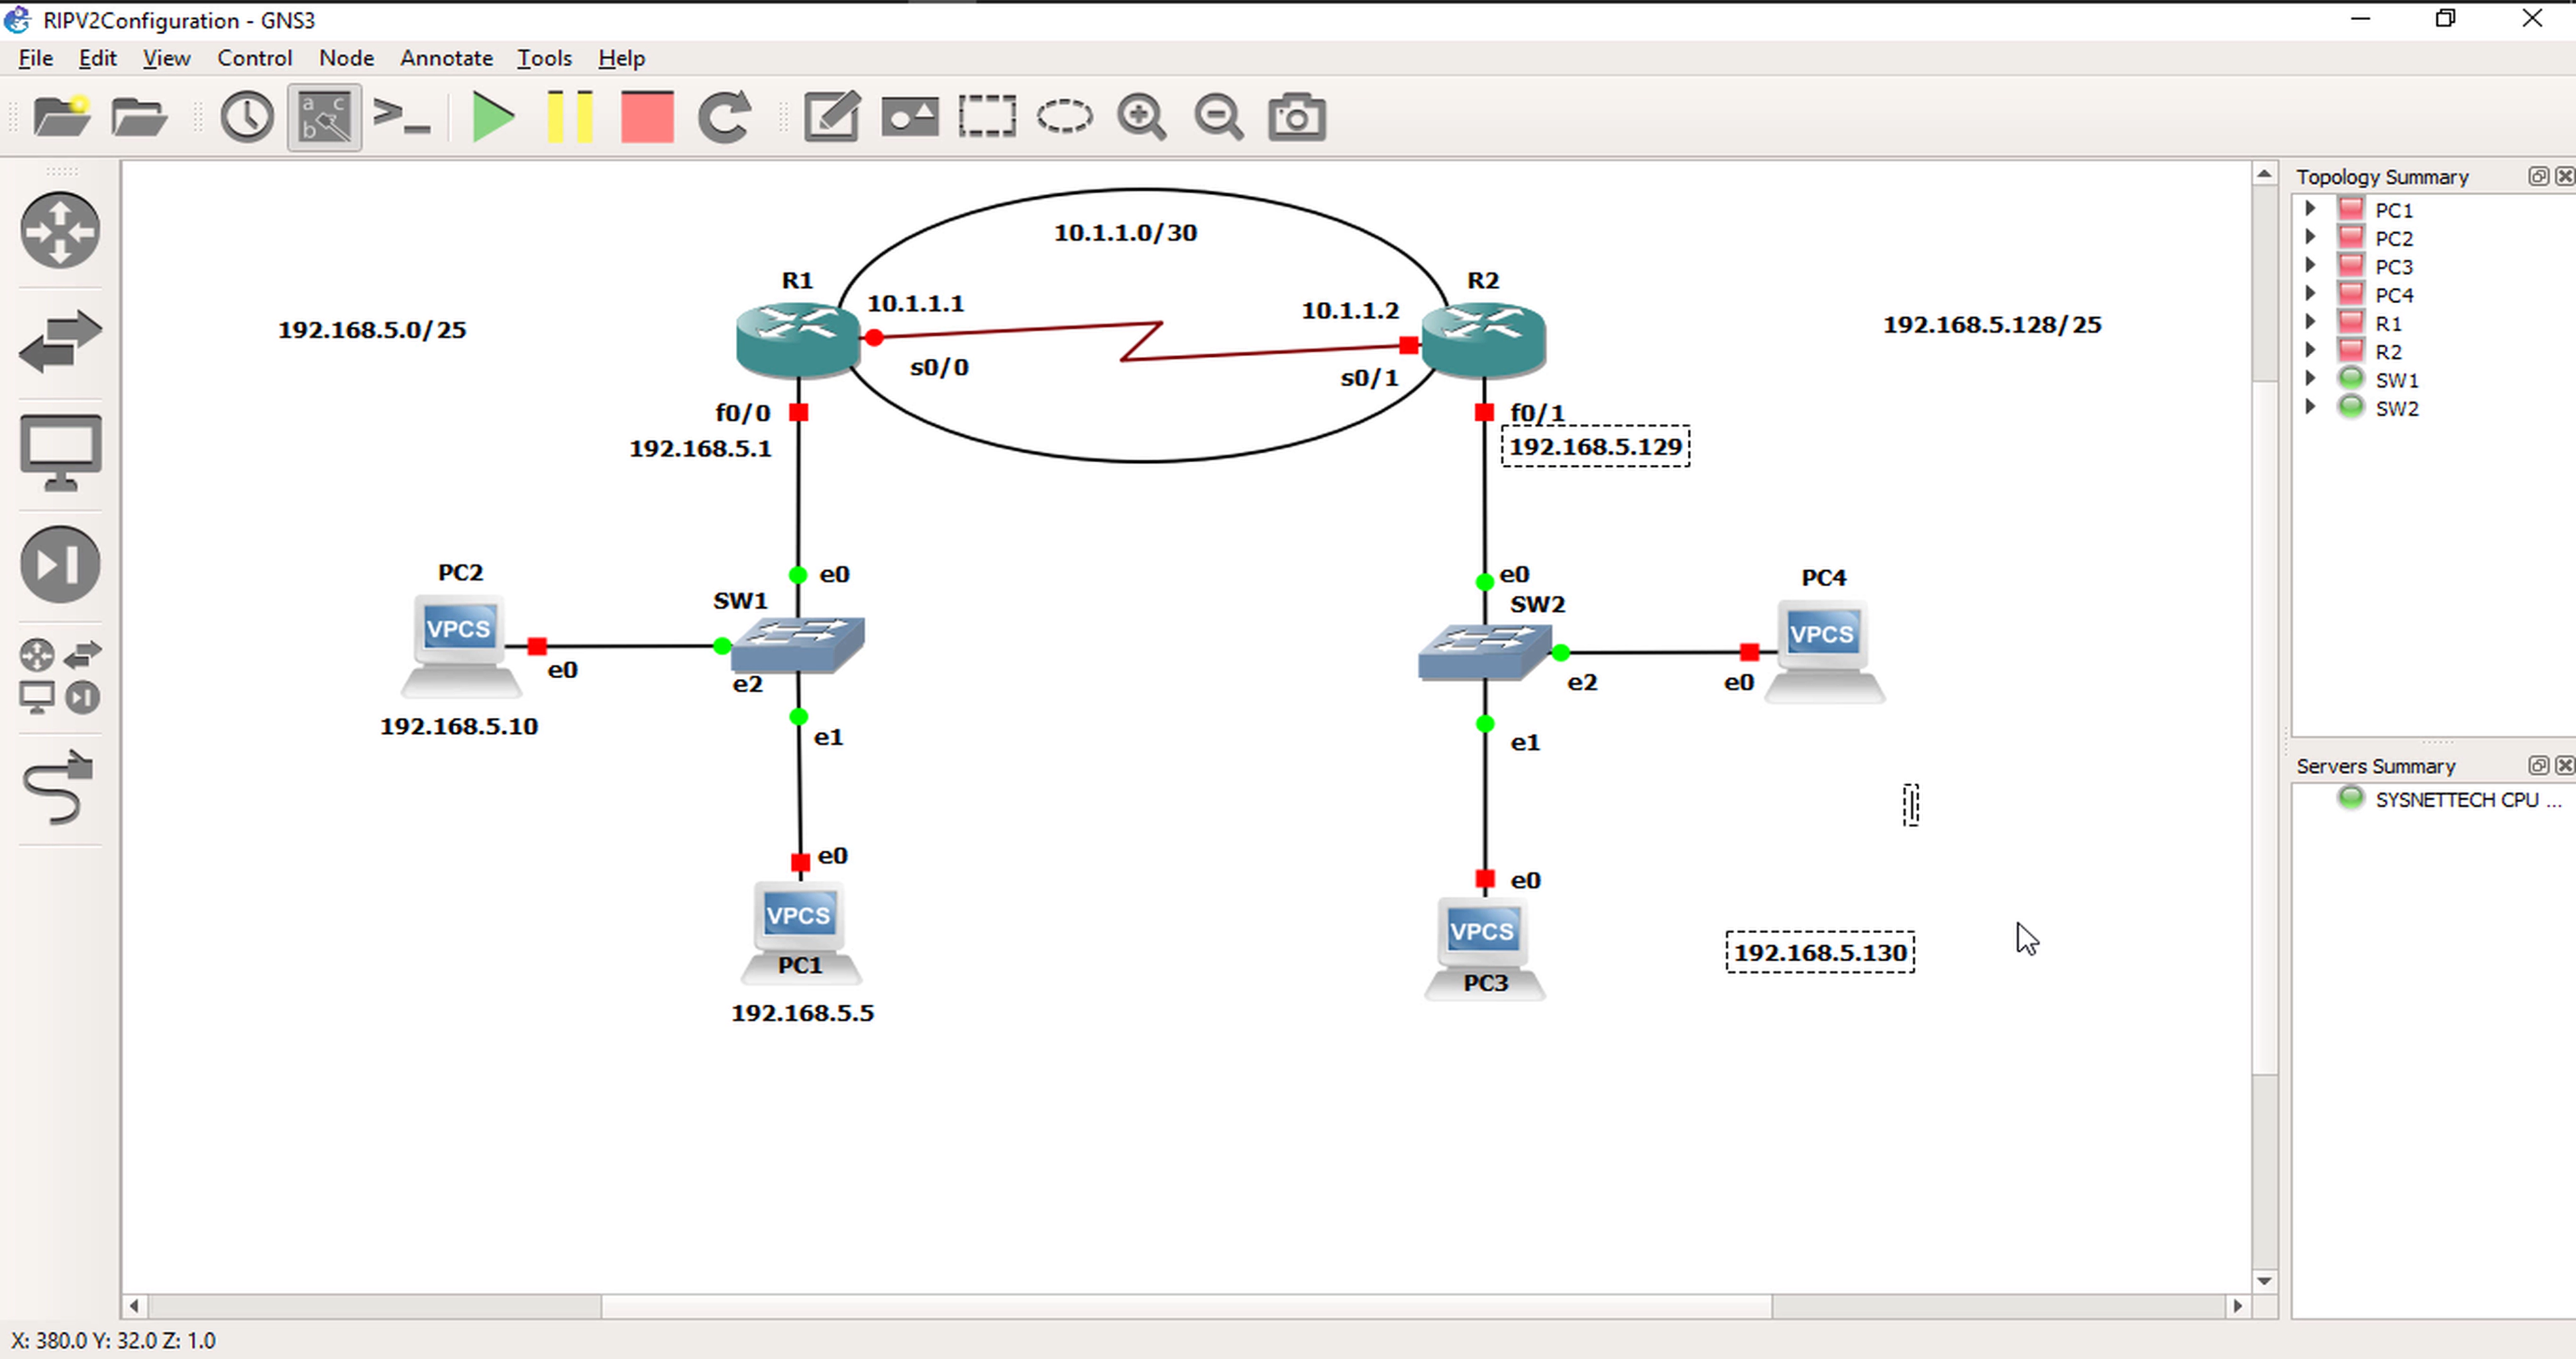 RIPV2Configuration - GNS3
File Edit View Control Node Annotate Tools Help
a c
b
Topology Summary
PC1
PC2
PC3
PC4
R1
R2
SW1
SW2
Servers Summary
SYSNETTECH CPU ...
10.1.1.0/30
R1
R2
10.1.1.1
10.1.1.2
192.168.5.0/25
192.168.5.128/25
s0/0
s0/1
f0/0
f0/1
192.168.5.1
192.168.5.129
PC2
e0
e0
PC4
SW1
SW2
VPCS
VPCS
e0
e2
e2
e0
192.168.5.10
e1
e1
e0
e0
VPCS
VPCS
PC1
PC3
192.168.5.130
192.168.5.5
X: 380.0 Y: 32.0 Z: 1.0